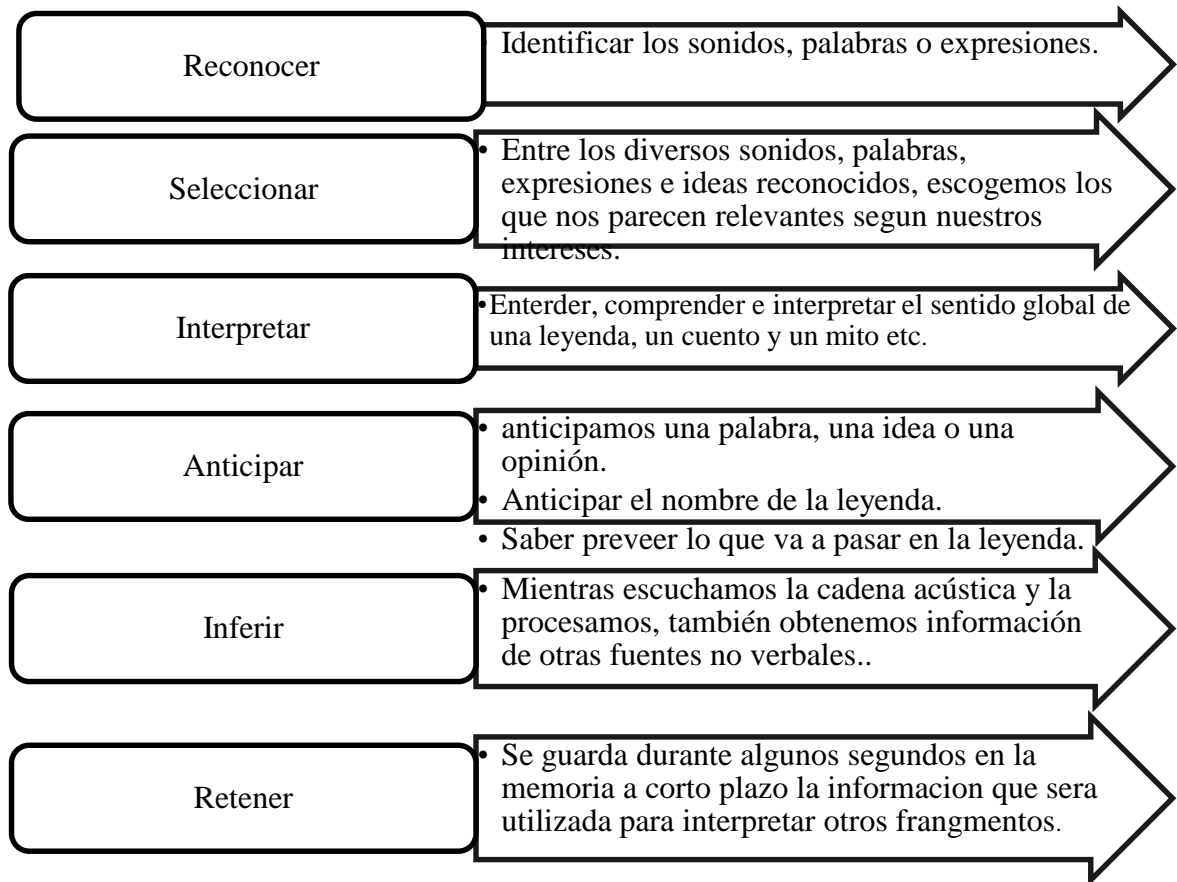 Reconocer
• Identificar los sonidos, palabras o expresiones.
Seleccionar
• Entre los diversos sonidos, palabras,
expresiones e ideas reconocidos, escogemos los
que nos parecen relevantes segun nuestros
intereses.
Interpretar
•Enterder, comprender e interpretar el sentido global de
una leyenda, un cuento y un mito etc.
Anticipar
• anticipamos una palabra, una idea o una
opinión.
• Anticipar el nombre de la leyenda.
• Saber preveer lo que va a pasar en la leyenda.
Inferir
• Mientras escuchamos la cadena acústica y la
procesamos, también obtenemos información
de otras fuentes no verbales..
Retener
• Se guarda durante algunos segundos en la
memoria a corto plazo la informacion que sera
utilizada para interpretar otros frangmentos.